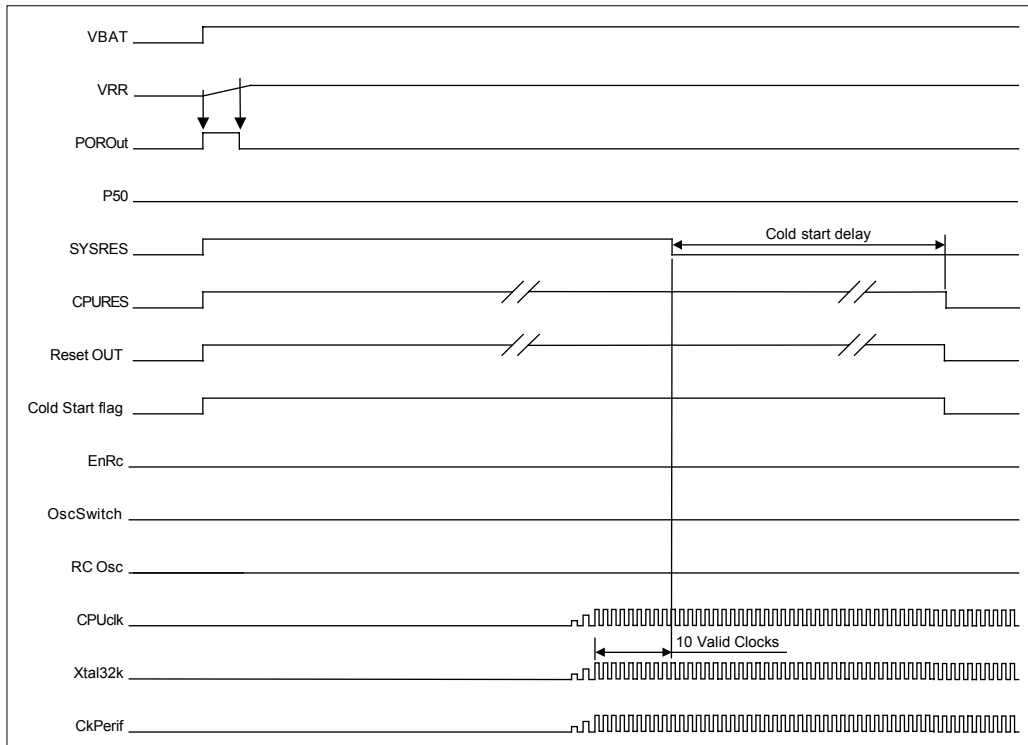 VBAT
VRR
POROut
P50
SYSRES
Cold start delay
CPURES
Reset OUT
Cold Start flag
EnRc
OscSwitch
RC Osc
CPUclk
10 Valid Clocks
Xtal32k
CkPerif